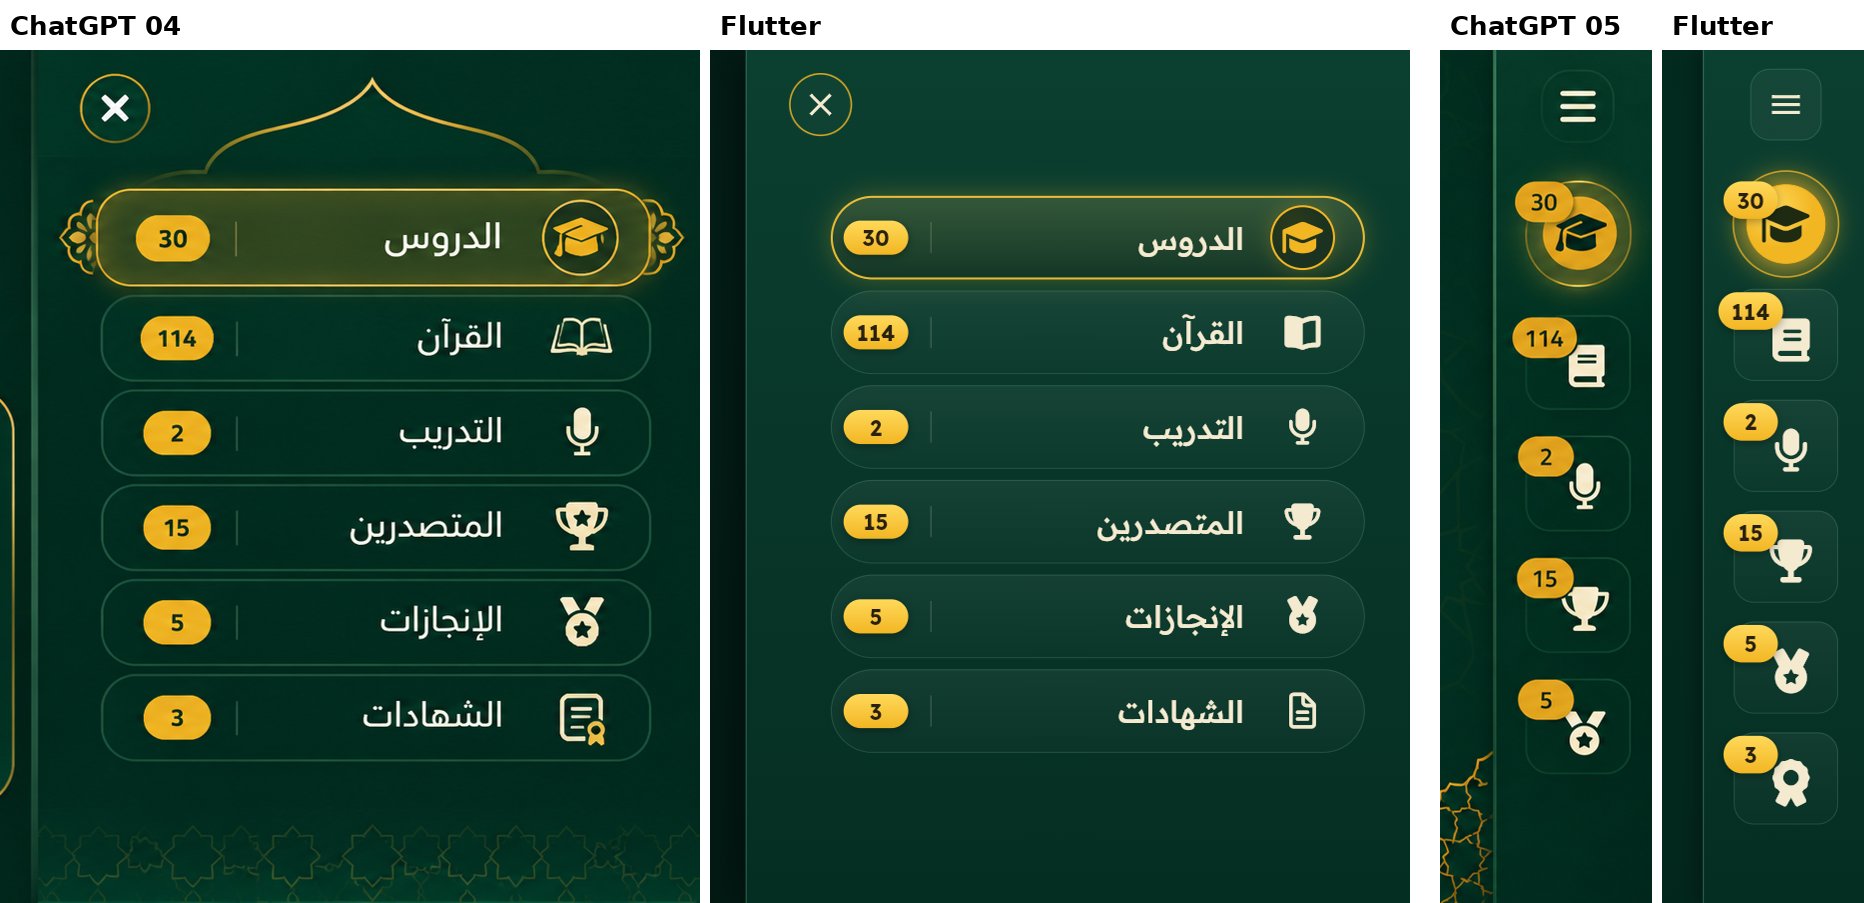 ChatGPT 04
الدروس 30
القرآن 114
التدريب 2
المتصدرين 15
الإنجازات 5
الشهادات 3
Flutter
الدروس 30
القرآن 114
التدريب 2
المتصدرين 15
الإنجازات 5
الشهادات 3
ChatGPT 05
30
114
2
15
5
Flutter
30
114
2
15
5
3